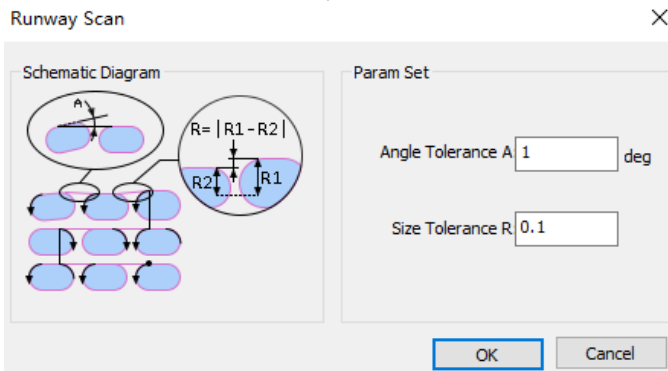 Runway Scan
Schematic Diagram
A
R=|R1-R2|
R2
R1
Param Set
Angle Tolerance A 1 deg
Size Tolerance R 0.1
OK
Cancel